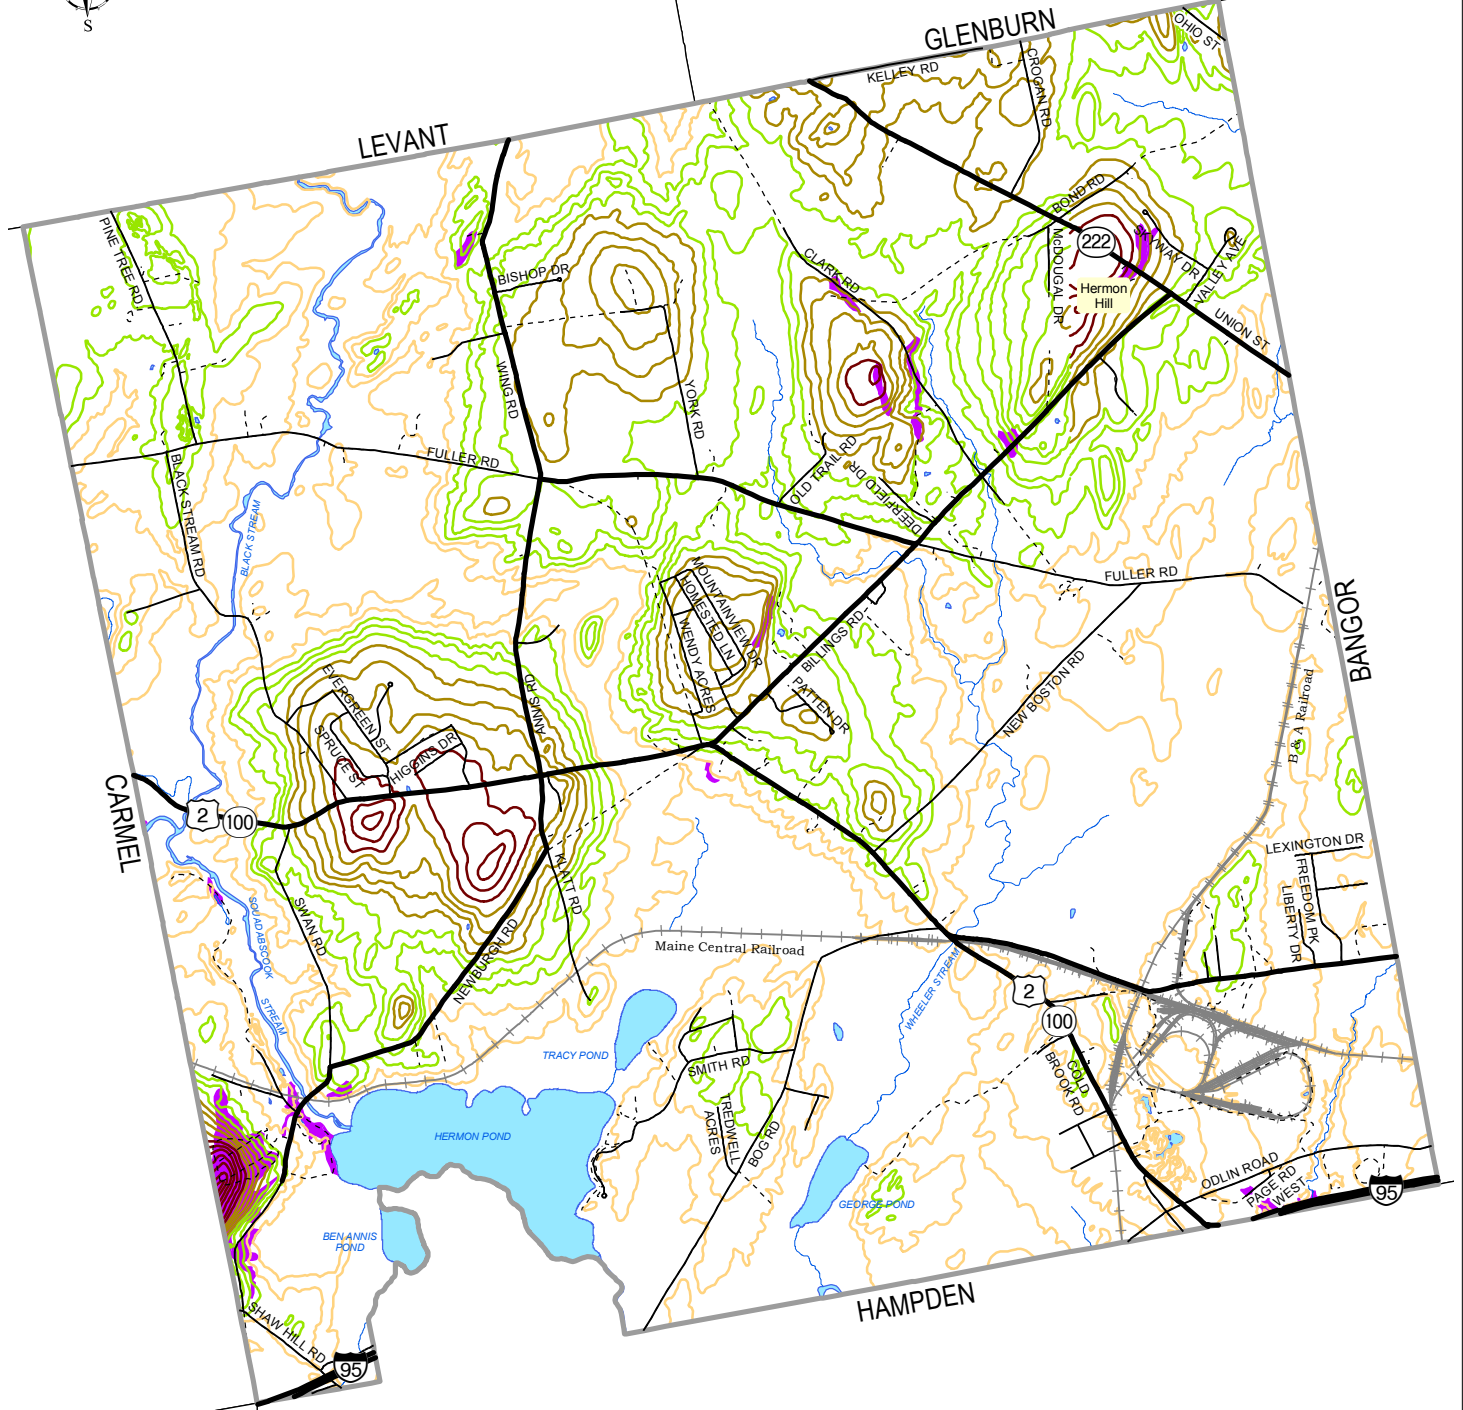 S
GLENBURN
OHIO ST
KELLEY RD
CROGAN RD
LEVANT
BOND RD
PINE TREE RD
222
SKYWAY DR
VALLEY AVE
McDOUGAL DR
CLARK RD
BISHOP DR
Hermon
Hill
UNION ST
WING RD
YORK RD
FULLER RD
OLD TRAIL RD
DEERFIELD DR
BLACK STREAM RD
BLACK STREAM
FULLER RD
BANGOR
MOUNTAINVIEW DR
HOMESTED LN
WENDY ACRES
BILLINGS RD
PATTEN DR
NEW BOSTON RD
B & A Railroad
EVERGREEN ST
SPRUCE ST
HIGGINS DR
ANNIS RD
CARMEL
2
100
LEXINGTON DR
FREEDOM PK
LIBERTY DR
KLATT RD
SWAN RD
SOUADABSCOOK
STREAM
NEWBURGH RD
Maine Central Railroad
WHEELER STREAM
2
100
TRACY POND
SMITH RD
COLD
BROOK RD
TREDWELL
ACRES
BOG RD
HERMON POND
ODLIN ROAD
PAGE RD
WEST
95
GEORGE POND
BEN ANNIS
POND
HAMPDEN
SHAW HILL RD
95